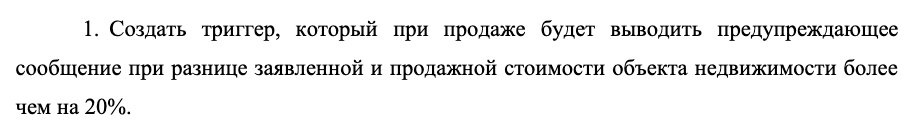 1. Создать триггер, который при продаже будет выводить предупреждающее
сообщение при разнице заявленной и продажной стоимости объекта недвижимости более
чем на 20%.